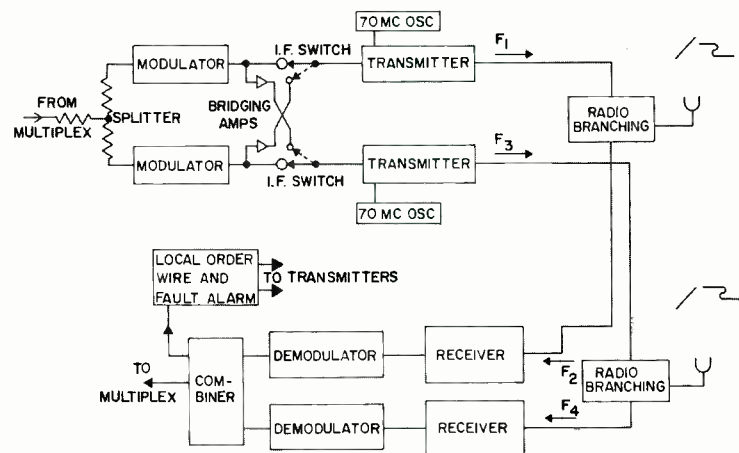 70 MC OSC
I.F. SWITCH
MODULATOR
TRANSMITTER
F1
FROM
MULTIPLEX
SPLITTER
BRIDGING
AMPS
RADIO
BRANCHING
MODULATOR
TRANSMITTER
F3
I.F. SWITCH
70 MC OSC
LOCAL ORDER
WIRE AND
FAULT ALARM
TO TRANSMITTERS
TO
MULTIPLEX
COM-
BINER
DEMODULATOR
RECEIVER
F2
RADIO
BRANCHING
F4
DEMODULATOR
RECEIVER